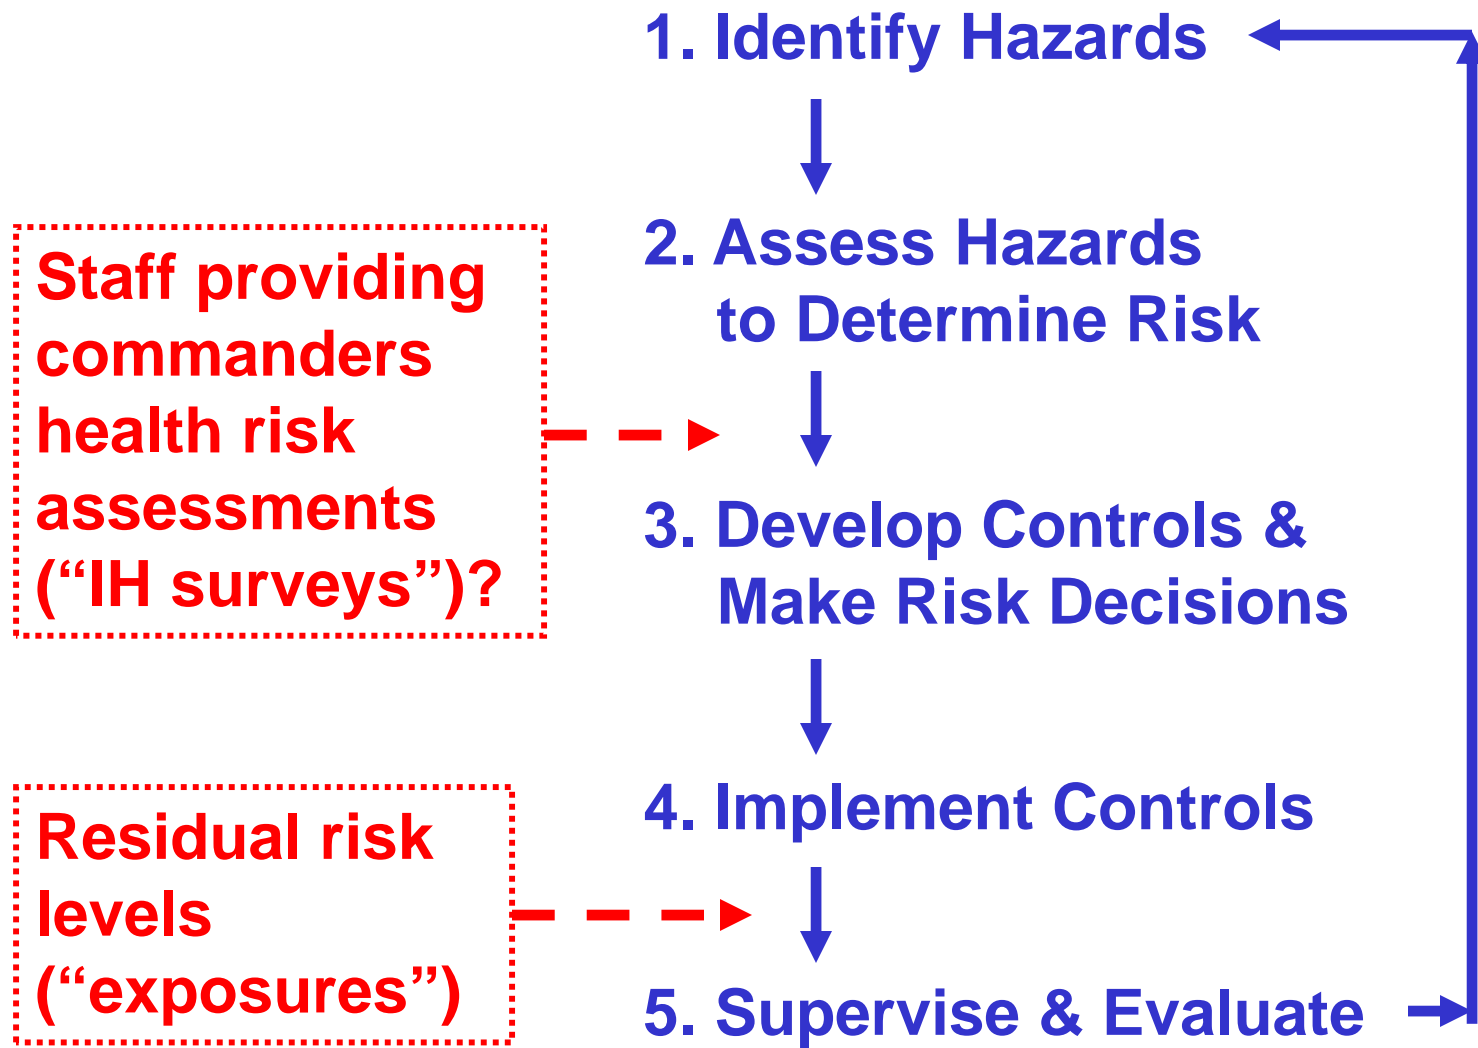 1. Identify Hazards
2. Assess Hazards
to Determine Risk
Staff providing
commanders
health risk
assessments
(“IH surveys”)?
3. Develop Controls &
Make Risk Decisions
4. Implement Controls
Residual risk
levels
(“exposures”)
5. Supervise & Evaluate